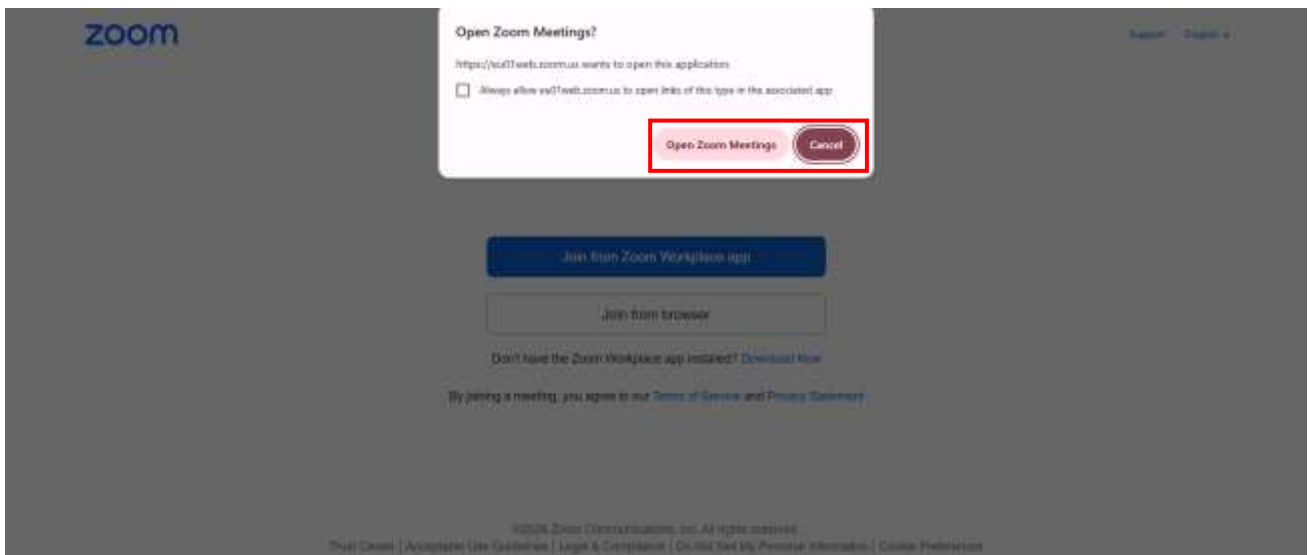 zoom
Support English
Open Zoom Meetings?
https://eu01web.zoom.us wants to open this application.
Always allow eu01web.zoom.us to open links of this type in the associated app
Open Zoom Meetings Cancel
Join from Zoom Workplace app
Join from browser
Don't have the Zoom Workplace app installed? Download Now
By joining a meeting, you agree to our Terms of Service and Privacy Statement
©2026 Zoom Communications, Inc. All rights reserved.
Trust Center | Acceptable Use Guidelines | Legal & Compliance | Do Not Sell My Personal Information | Cookie Preferences